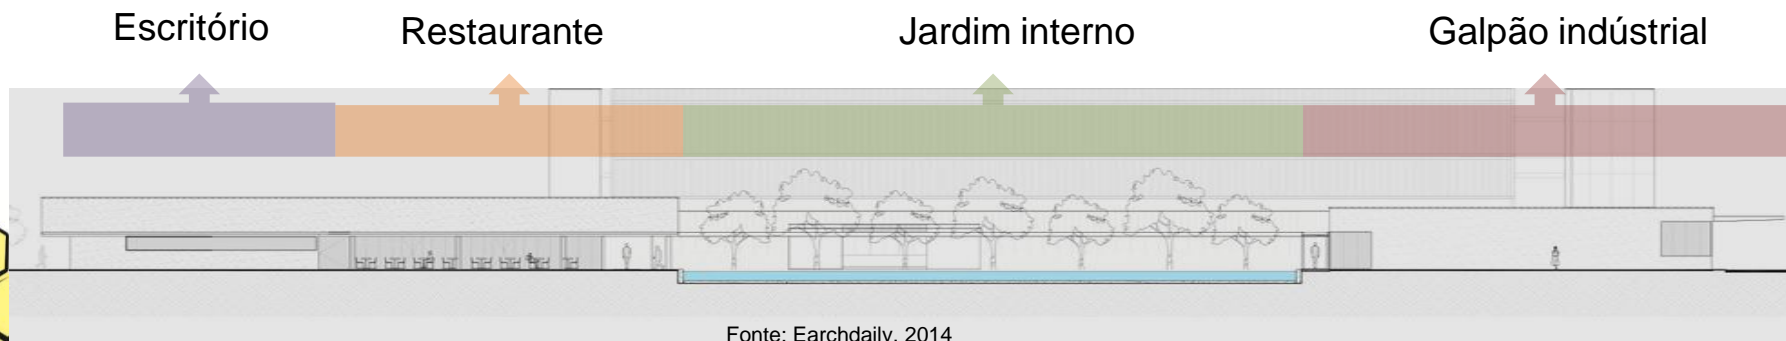 Escritório
Restaurante
Jardim interno
Galpão indústrial
Fonte: Earchdaily, 2014